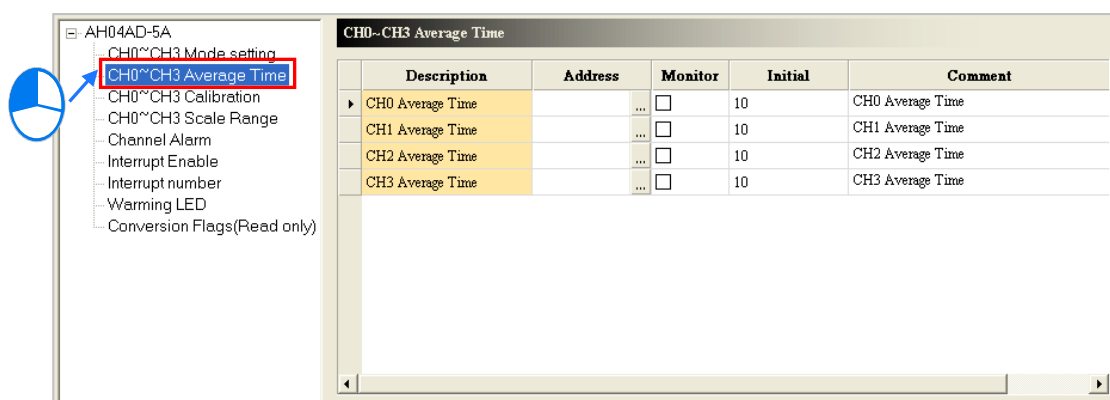 AH04AD-5A
CH0~CH3 Mode setting
CH0~CH3 Average Time
CH0~CH3 Calibration
CH0~CH3 Scale Range
Channel Alarm
Interrupt Enable
Interrupt number
Warming LED
Conversion Flags(Read only)
CH0~CH3 Average Time
Description Address Monitor Initial Comment
CH0 Average Time ... 10 CH0 Average Time
CH1 Average Time ... 10 CH1 Average Time
CH2 Average Time ... 10 CH2 Average Time
CH3 Average Time ... 10 CH3 Average Time